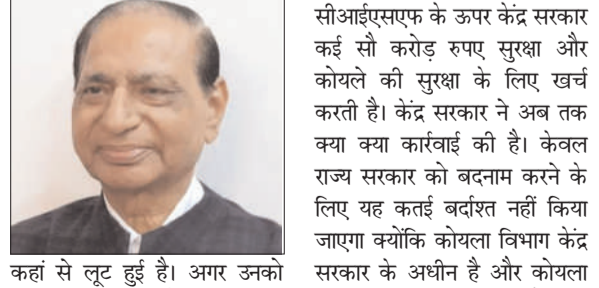 कहां से लूट हुई है। अगर उनको
सीआईएसएफ के ऊपर केंद्र सरकार
कई सौ करोड़ रुपए सुरक्षा और
कोयले की सुरक्षा के लिए खर्च
करती है। केंद्र सरकार ने अब तक
क्या क्या कार्रवाई की है। केवल
राज्य सरकार को बदनाम करने के
लिए यह कतई बर्दाश्त नहीं किया
जाएगा क्योंकि कोयला विभाग केंद्र
सरकार के अधीन है और कोयला